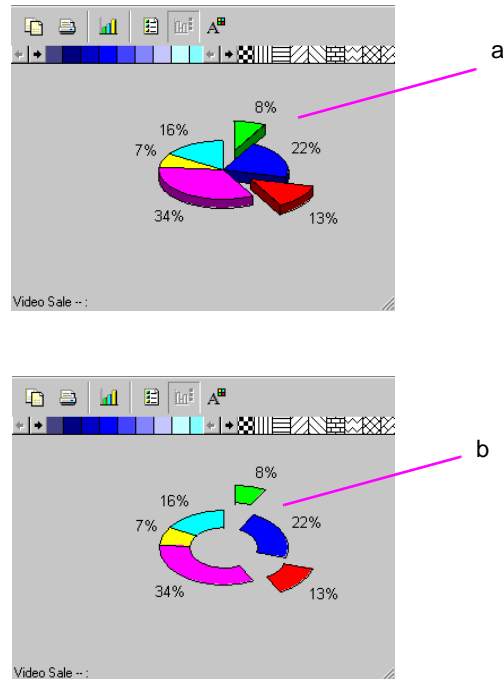 A
a
8%
16%
22%
7%
34%
13%
Video Sale -- :
A
b
8%
16%
22%
7%
34%
13%
Video Sale -- :